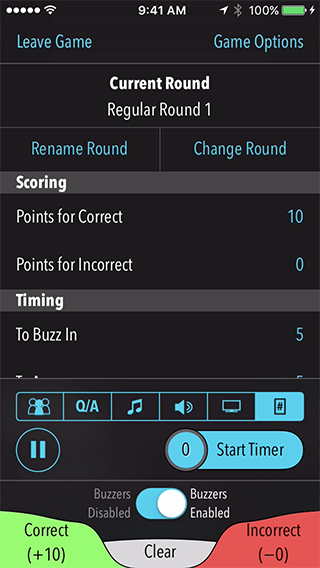 9:41 AM 100%
Leave Game Game Options
Current Round
Regular Round 1
Rename Round Change Round
Scoring
Points for Correct 10
Points for Incorrect 0
Timing
To Buzz In 5
Q/A #
0 Start Timer
Buzzers Disabled Buzzers Enabled
Correct (+10) Clear Incorrect (−0)